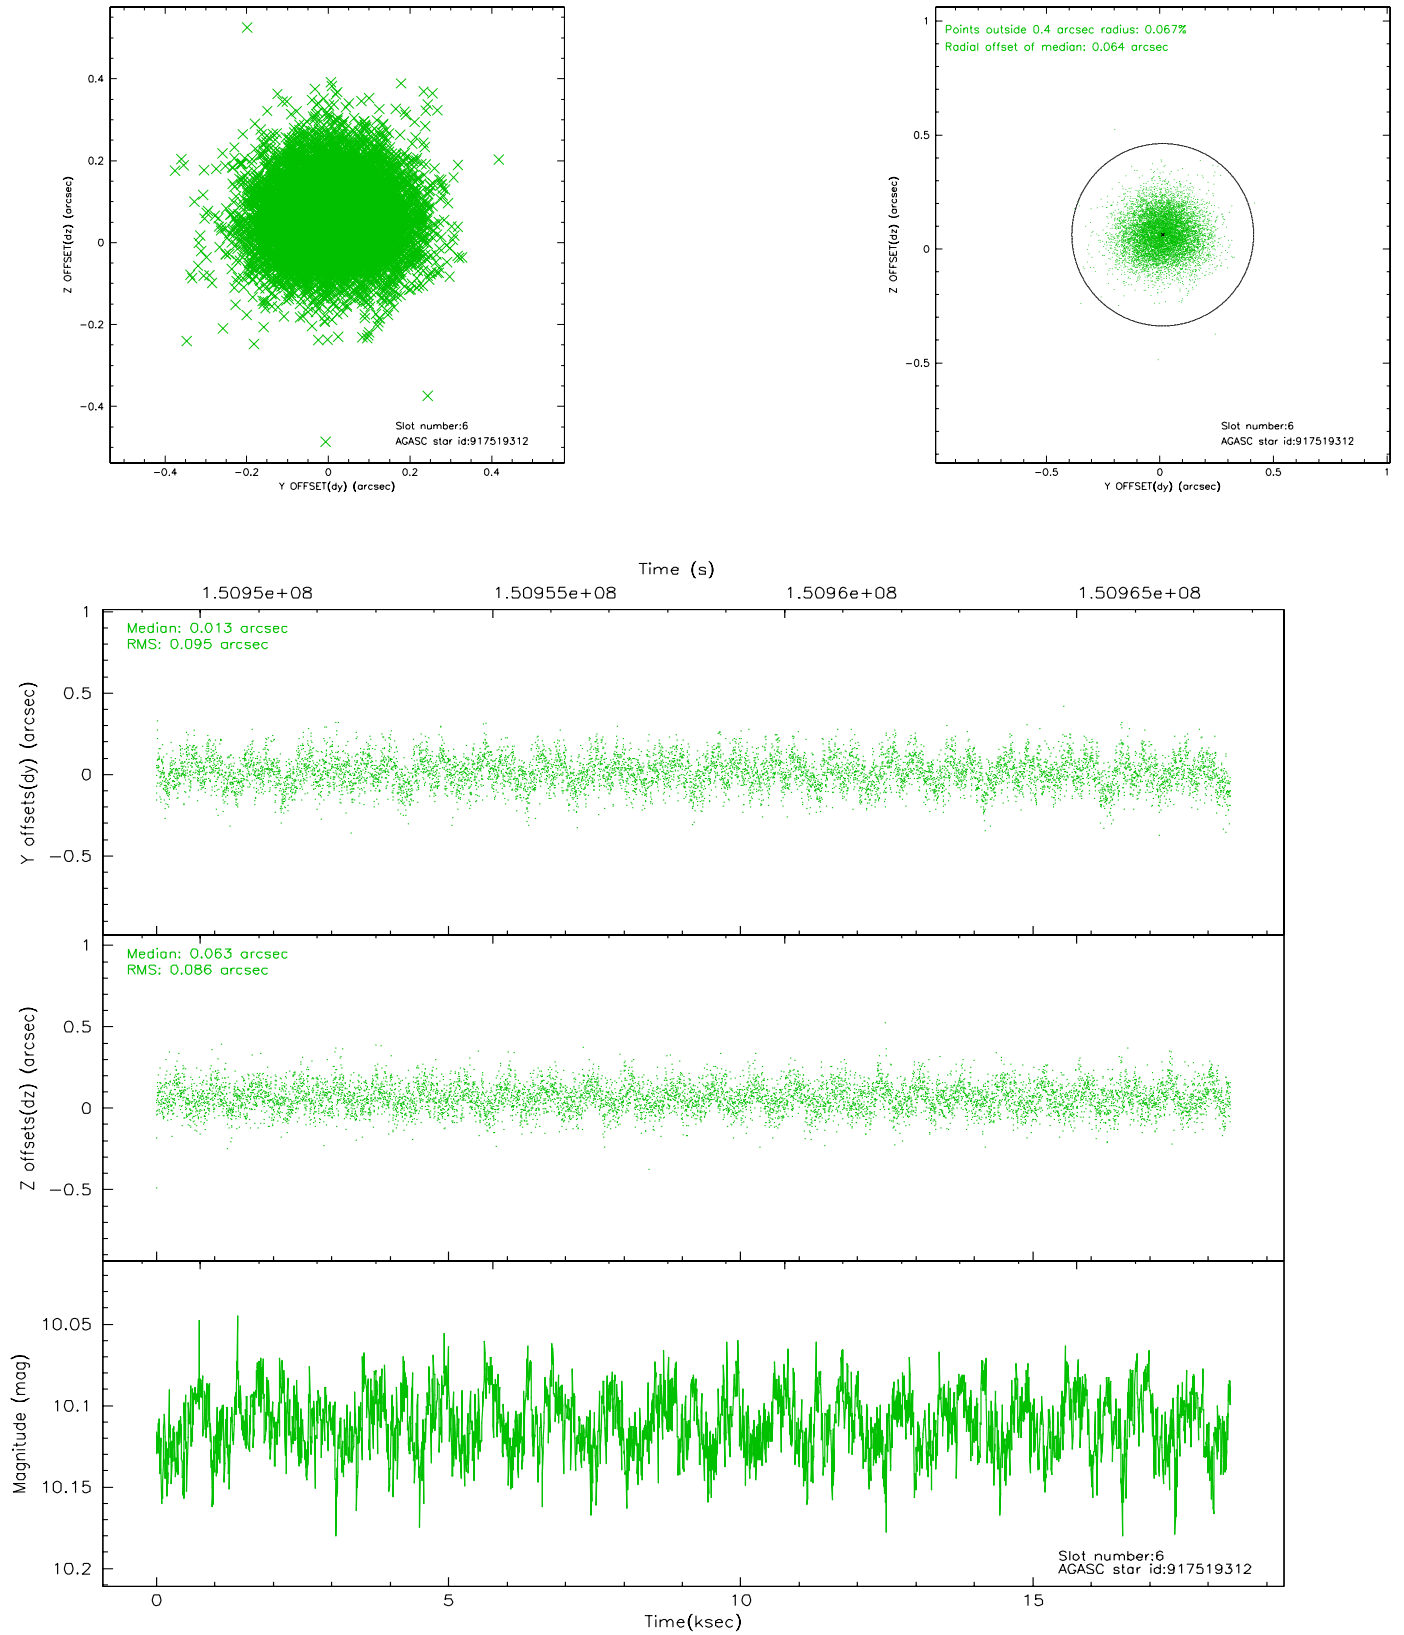 0.4
0.2
0
−0.2
−0.4
−0.4
−0.2
0
0.2
0.4
Z OFFSET(dz) (arcsec)
Y OFFSET(dy) (arcsec)
Slot number:6
AGASC star id:917519312
Points outside 0.4 arcsec radius: 0.067%
Radial offset of median: 0.064 arcsec
1
0.5
0
−0.5
−0.5
0
0.5
1
Z OFFSET(dz) (arcsec)
Y OFFSET(dy) (arcsec)
Slot number:6
AGASC star id:917519312
Time (s)
1.5095e+08
1.50955e+08
1.5096e+08
1.50965e+08
Median: 0.013 arcsec
RMS: 0.095 arcsec
1
0.5
0
−0.5
Y offsets(dy) (arcsec)
Median: 0.063 arcsec
RMS: 0.086 arcsec
1
0.5
0
−0.5
Z offsets(dz) (arcsec)
10.05
10.1
10.15
10.2
Magnitude (mag)
Slot number:6
AGASC star id:917519312
0
5
10
15
Time(ksec)